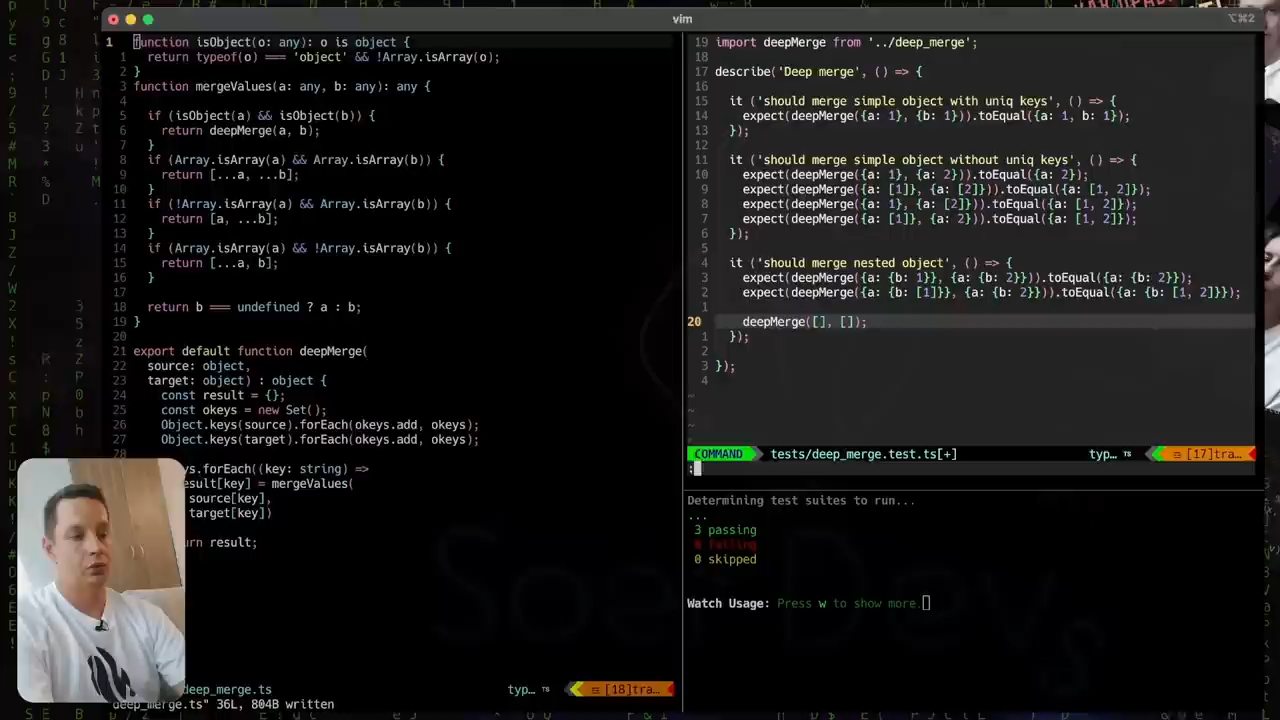 vim
⌥⌘2
1 function isObject(o: any): o is object {
1 return typeof(o) === 'object' && !Array.isArray(o);
2 }
3 function mergeValues(a: any, b: any): any {
4
5 if (isObject(a) && isObject(b)) {
6 return deepMerge(a, b);
7 }
8 if (Array.isArray(a) && Array.isArray(b)) {
9 return [...a, ...b];
10 }
11 if (!Array.isArray(a) && Array.isArray(b)) {
12 return [a, ...b];
13 }
14 if (Array.isArray(a) && !Array.isArray(b)) {
15 return [...a, b];
16 }
17
18 return b === undefined ? a : b;
19 }
20
21 export default function deepMerge(
22 source: object,
23 target: object) : object {
24 const result = {};
25 const okeys = new Set();
26 Object.keys(source).forEach(okeys.add, okeys);
27 Object.keys(target).forEach(okeys.add, okeys);
28
ys.forEach((key: string) =>
esult[key] = mergeValues(
source[key],
target[key])
rn result;
deep_merge.ts
typ… TS
[18]tra…
deep_merge.ts" 36L, 804B written
19 import deepMerge from '../deep_merge';
18
17 describe('Deep merge', () => {
16
15 it ('should merge simple object with uniq keys', () => {
14 expect(deepMerge({a: 1}, {b: 1})).toEqual({a: 1, b: 1});
13 });
12
11 it ('should merge simple object without uniq keys', () => {
10 expect(deepMerge({a: 1}, {a: 2})).toEqual({a: 2});
9 expect(deepMerge({a: [1]}, {a: [2]})).toEqual({a: [1, 2]});
8 expect(deepMerge({a: 1}, {a: [2]})).toEqual({a: [1, 2]});
7 expect(deepMerge({a: [1]}, {a: 2})).toEqual({a: [1, 2]});
6 });
5
4 it ('should merge nested object', () => {
3 expect(deepMerge({a: {b: 1}}, {a: {b: 2}})).toEqual({a: {b: 2}});
2 expect(deepMerge({a: {b: [1]}}, {a: {b: 2}})).toEqual({a: {b: [1, 2]}});
1
20 deepMerge([], []);
1 });
2
3 });
4
~
~
~
COMMAND tests/deep_merge.test.ts[+] typ… TS [17]tra…
:
Determining test suites to run...
...
3 passing
0 failing
0 skipped
Watch Usage: Press w to show more.